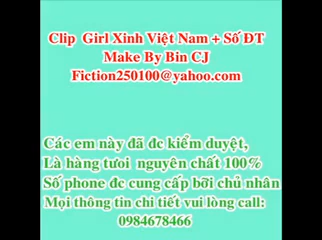 Clip Girl Xinh Việt Nam + Số ĐT
Make By Bin CJ
Fiction250100@yahoo.com
Các em này đã đc kiểm duyệt,
Là hàng tươi nguyên chất 100%
Số phone đc cung cấp bỡi chủ nhân
Mọi thông tin chi tiết vui lòng call:
0984678466